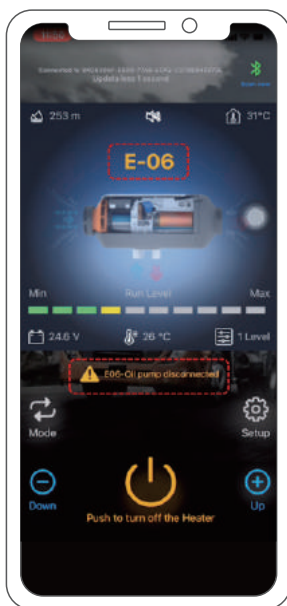 253 m
31°C
E-06
Min Run Level Max
24.6 V
26 °C
1 Level
E06-Oil pump disconnected
Mode
Setup
Down
Up
Push to turn off the Heater